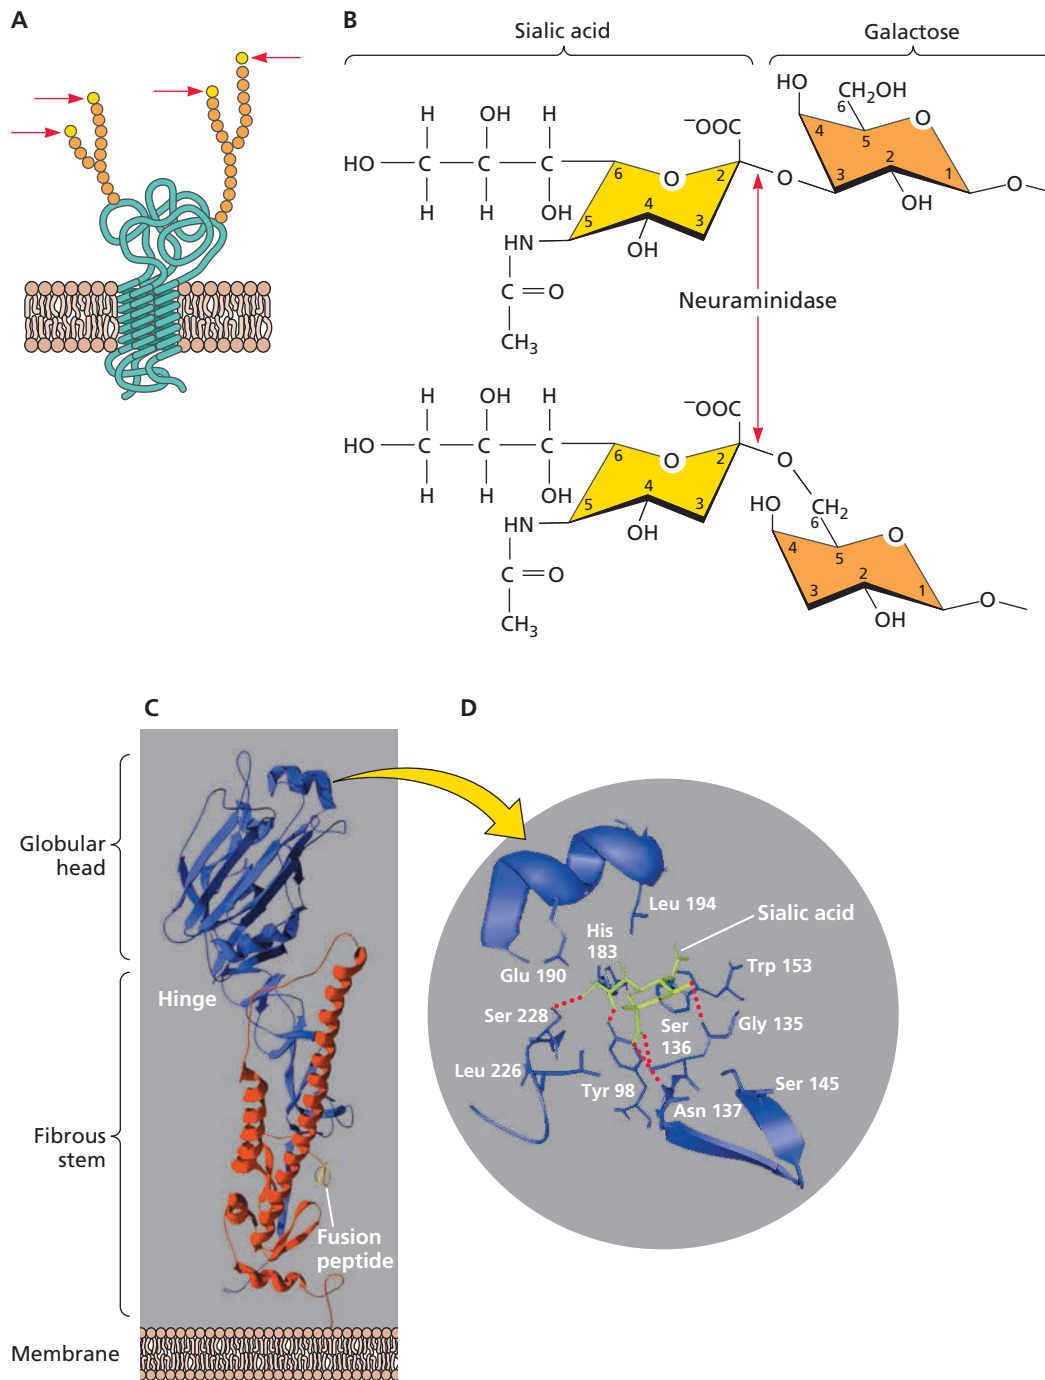 A
B
Sialic acid
Galactose
H
OH
H
⁻OOC
HO
CH₂OH
6
O
HO
C
C
C
6
O
2
4
5
2
3
1
O
O
H
H
OH
5
4
3
OH
HN
OH
C
O
CH₃
Neuraminidase
H
OH
H
⁻OOC
HO
C
C
C
6
O
2
O
H
H
OH
5
4
3
HO
CH₂
6
HN
OH
4
5
O
C
O
3
2
1
O
OH
CH₃
C
D
Globular
head
Hinge
Fibrous
stem
Fusion
peptide
Membrane
Leu 194
Sialic acid
His
183
Glu 190
Trp 153
Ser 228
Ser
136
Gly 135
Leu 226
Tyr 98
Ser 145
Asn 137